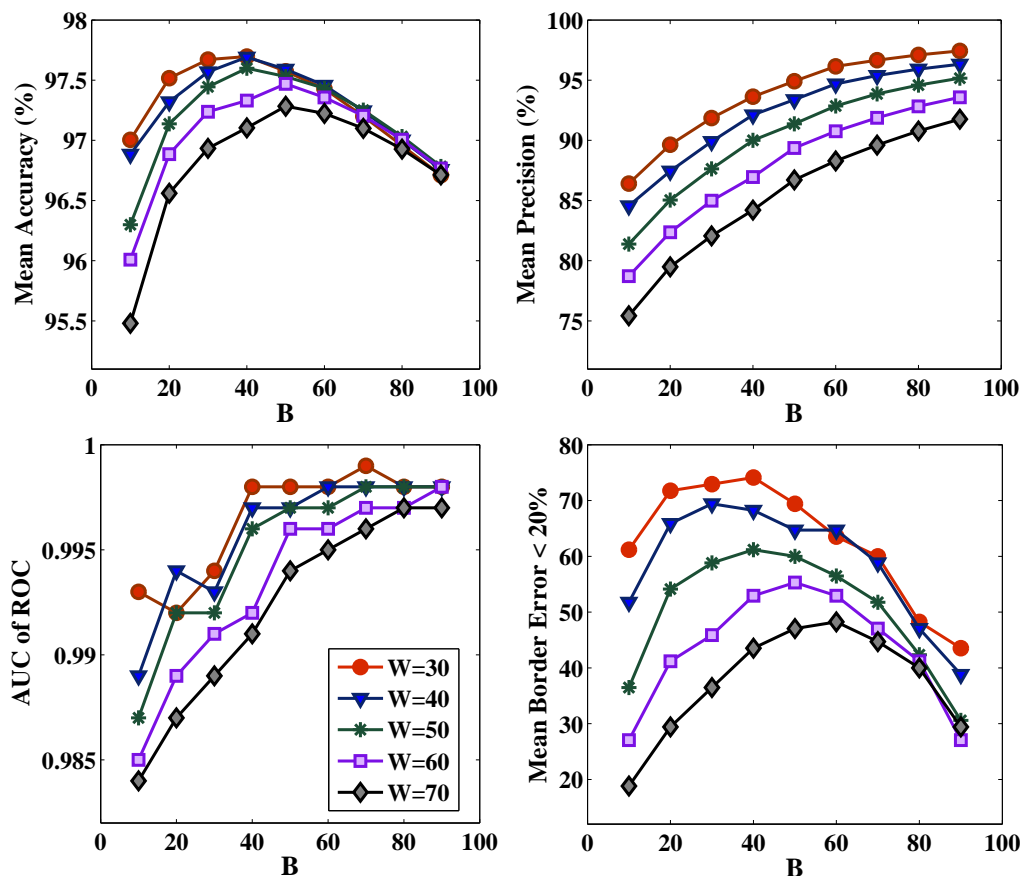 98
97.5
97
96.5
96
95.5
0 20 40 60 80 100
Mean Accuracy (%)
B
100
95
90
85
80
75
0 20 40 60 80 100
Mean Precision (%)
B
1
0.995
0.99
0.985
0 20 40 60 80 100
AUC of ROC
B
W=30
W=40
W=50
W=60
W=70
80
70
60
50
40
30
20
0 20 40 60 80 100
Mean Border Error < 20%
B